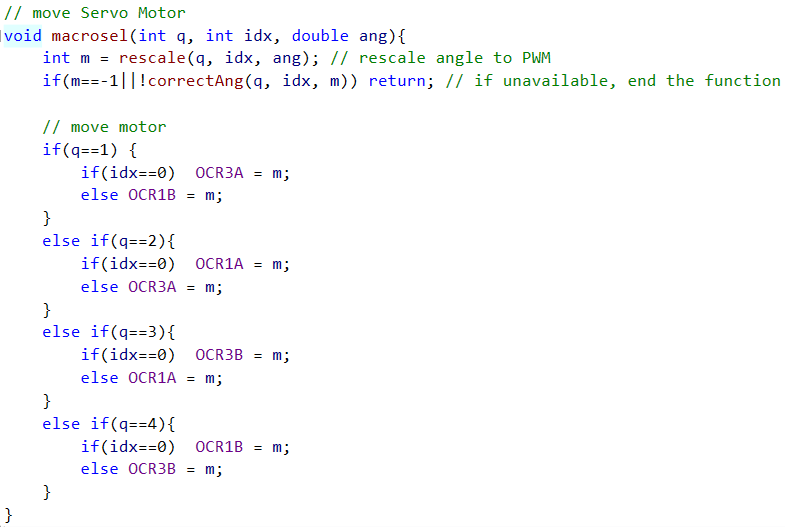 // move Servo Motor
void macrosel(int q, int idx, double ang){
    int m = rescale(q, idx, ang); // rescale angle to PWM
    if(m==-1||!correctAng(q, idx, m)) return; // if unavailable, end the function

    // move motor
    if(q==1) {
        if(idx==0)  OCR3A = m;
        else OCR1B = m;
    }
    else if(q==2){
        if(idx==0)  OCR1A = m;
        else OCR3A = m;
    }
    else if(q==3){
        if(idx==0)  OCR3B = m;
        else OCR1A = m;
    }
    else if(q==4){
        if(idx==0)  OCR1B = m;
        else OCR3B = m;
    }
}